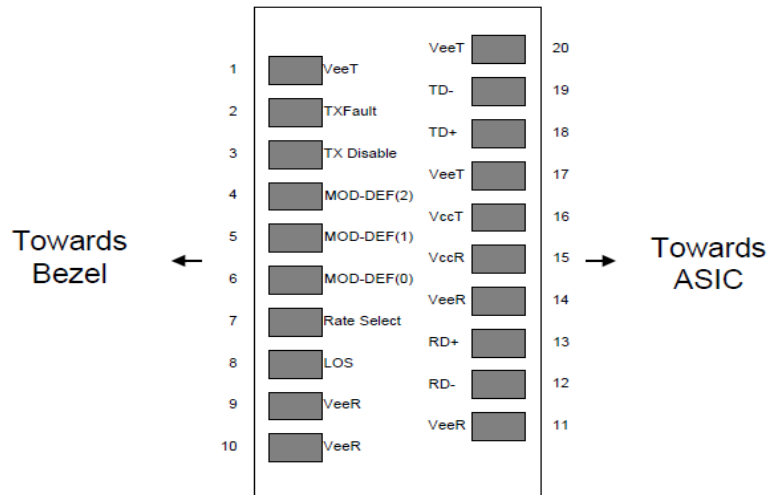 VeeT 20
1 VeeT
TD- 19
2 TXFault
TD+ 18
3 TX Disable
VeeT 17
4 MOD-DEF(2)
VccT 16
5 MOD-DEF(1)
Towards
Bezel
VccR 15
Towards
ASIC
6 MOD-DEF(0)
VeeR 14
7 Rate Select
RD+ 13
8 LOS
RD- 12
9 VeeR
VeeR 11
10 VeeR